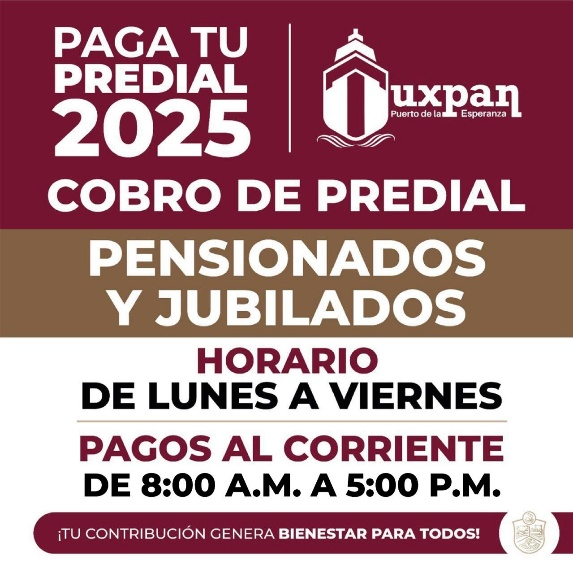 PAGA TU
PREDIAL
2025
Tuxpan
Puerto de la Esperanza
COBRO DE PREDIAL
PENSIONADOS
Y JUBILADOS
HORARIO
DE LUNES A VIERNES
PAGOS AL CORRIENTE
DE 8:00 A.M. A 5:00 P.M.
¡TU CONTRIBUCIÓN GENERA BIENESTAR PARA TODOS!